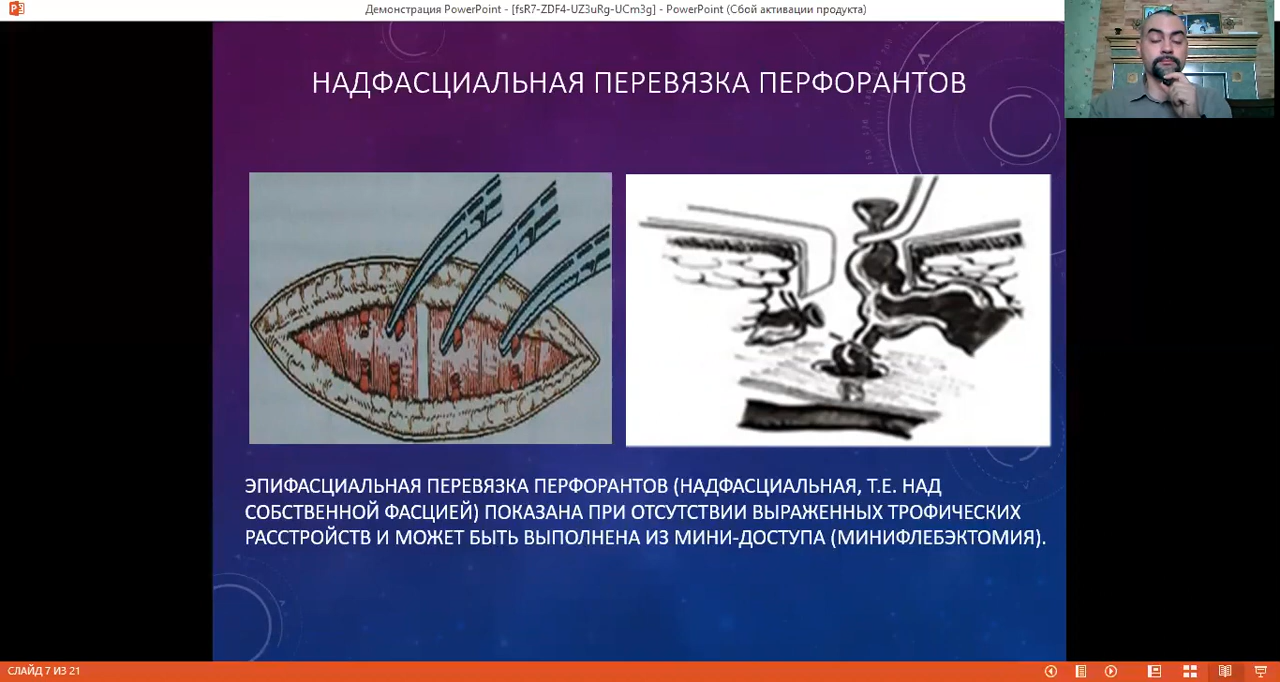 Демонстрация PowerPoint - [fsR7-ZDF4-UZ3uRg-UCm3g] - PowerPoint (Сбой активации продукта)
НАДФАСЦИАЛЬНАЯ ПЕРЕВЯЗКА ПЕРФОРАНТОВ
ЭПИФАСЦИАЛЬНАЯ ПЕРЕВЯЗКА ПЕРФОРАНТОВ (НАДФАСЦИАЛЬНАЯ, Т.Е. НАД
СОБСТВЕННОЙ ФАСЦИЕЙ) ПОКАЗАНА ПРИ ОТСУТСТВИИ ВЫРАЖЕННЫХ ТРОФИЧЕСКИХ
РАССТРОЙСТВ И МОЖЕТ БЫТЬ ВЫПОЛНЕНА ИЗ МИНИ-ДОСТУПА (МИНИФЛЕБЭКТОМИЯ).
СЛАЙД 7 ИЗ 21